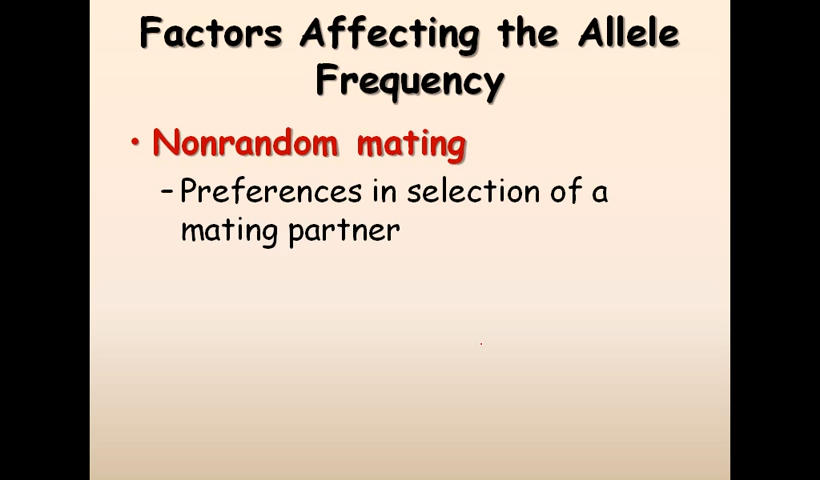 Factors Affecting the Allele
Frequency
• Nonrandom mating
– Preferences in selection of a
mating partner